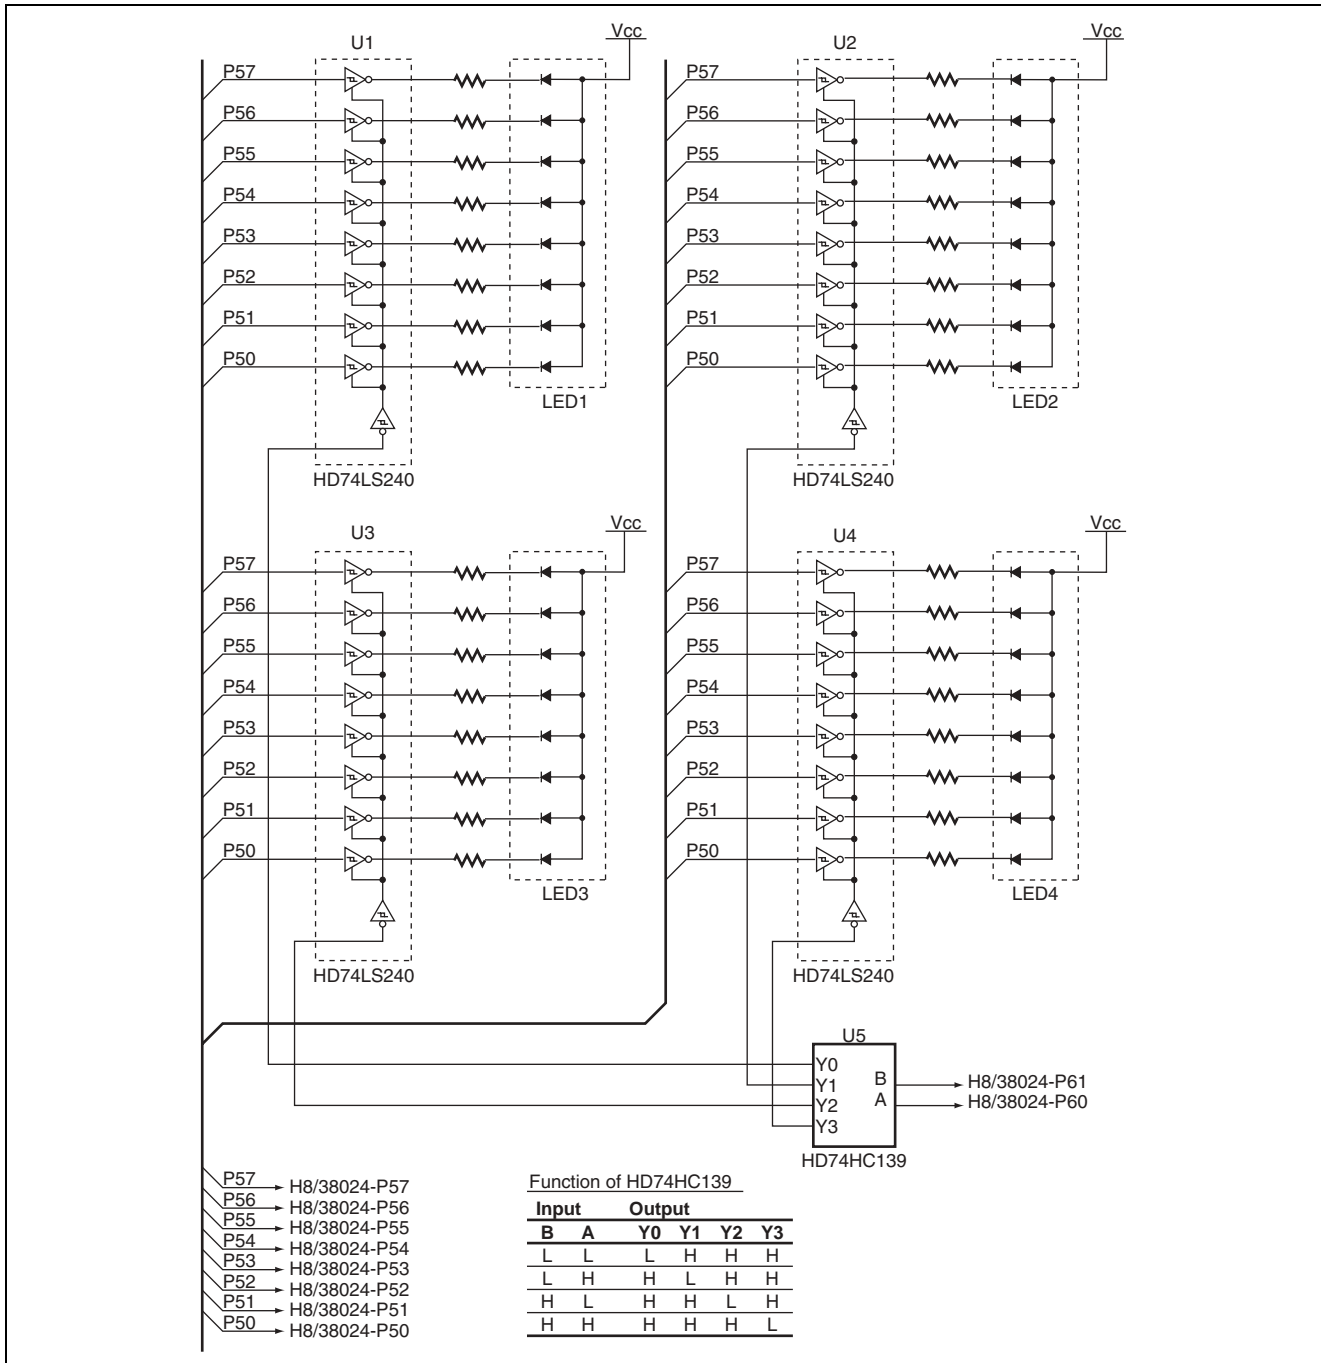 U1
Vcc
U2
Vcc
P57
P56
P55
P54
P53
P52
P51
P50
LED1
HD74LS240
P57
P56
P55
P54
P53
P52
P51
P50
LED2
HD74LS240
U3
Vcc
U4
Vcc
P57
P56
P55
P54
P53
P52
P51
P50
LED3
HD74LS240
P57
P56
P55
P54
P53
P52
P51
P50
LED4
HD74LS240
U5
Y0
Y1
Y2
Y3
B
A
H8/38024-P61
H8/38024-P60
HD74HC139
P57 H8/38024-P57
P56 H8/38024-P56
P55 H8/38024-P55
P54 H8/38024-P54
P53 H8/38024-P53
P52 H8/38024-P52
P51 H8/38024-P51
P50 H8/38024-P50
Function of HD74HC139
Input Output
B A Y0 Y1 Y2 Y3
L L L H H H
L H H L H H
H L H H L H
H H H H H L